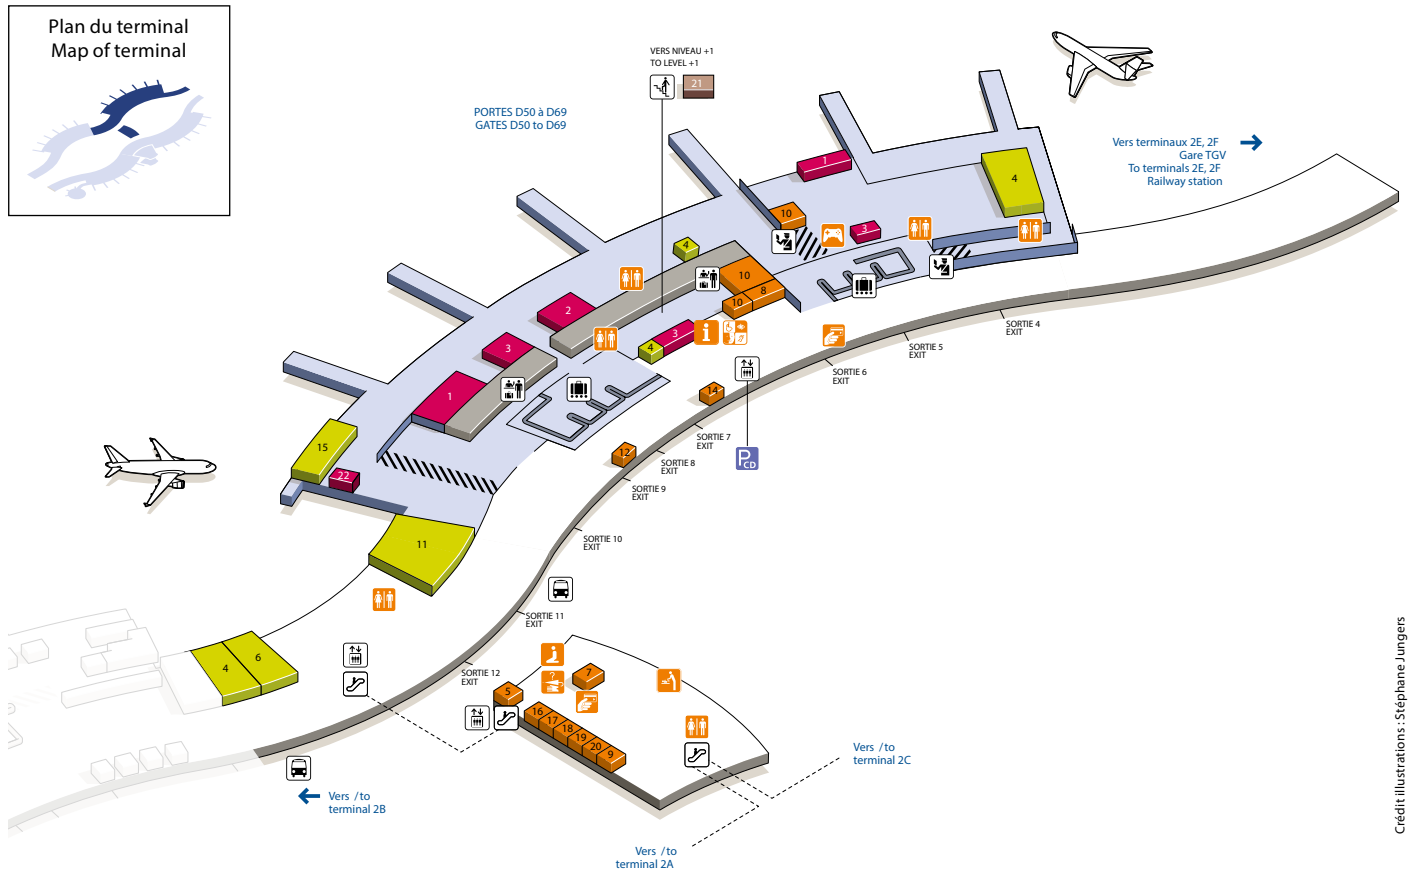 Plan du terminal
Map of terminal
VERS NIVEAU +1
TO LEVEL +1
21
PORTES D50 à D69
GATES D50 to D69
Vers terminaux 2E, 2F
Gare TGV
To terminals 2E, 2F
Railway station
1
4
10
3
4
10
8
10
2
3
4
3
1
i
14
12
15
22
11
PCD
SORTIE 4
EXIT
SORTIE 5
EXIT
SORTIE 6
EXIT
SORTIE 7
EXIT
SORTIE 8
EXIT
SORTIE 9
EXIT
SORTIE 10
EXIT
SORTIE 11
EXIT
SORTIE 12
EXIT
4
6
5
?
7
16
17
18
19
20
9
Vers / to
terminal 2C
Vers / to
terminal 2B
Vers / to
terminal 2A
Crédit illustrations : Stéphane Jungers